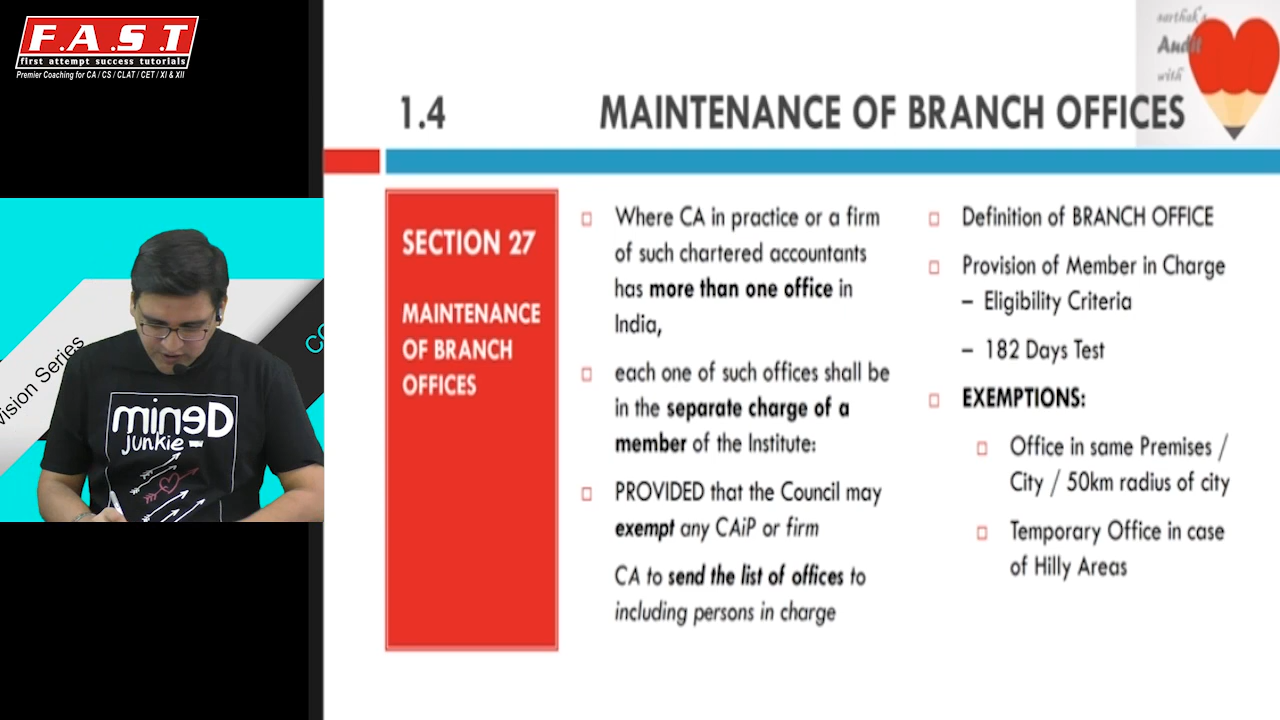 F.A.S.T
first attempt success tutorials
Premier Coaching for CA / CS / CLAT / CET / XI & XII
sarthak's
Audit
with
1.4 MAINTENANCE OF BRANCH OFFICES
SECTION 27
MAINTENANCE
OF BRANCH
OFFICES
Where CA in practice or a firm
of such chartered accountants
has more than one office in
India,
each one of such offices shall be
in the separate charge of a
member of the Institute:
PROVIDED that the Council may
exempt any CAiP or firm
CA to send the list of offices to
including persons in charge
Definition of BRANCH OFFICE
Provision of Member in Charge
– Eligibility Criteria
– 182 Days Test
EXEMPTIONS:
Office in same Premises /
City / 50km radius of city
Temporary Office in case
of Hilly Areas
vision Series
CO
mineD
junkie